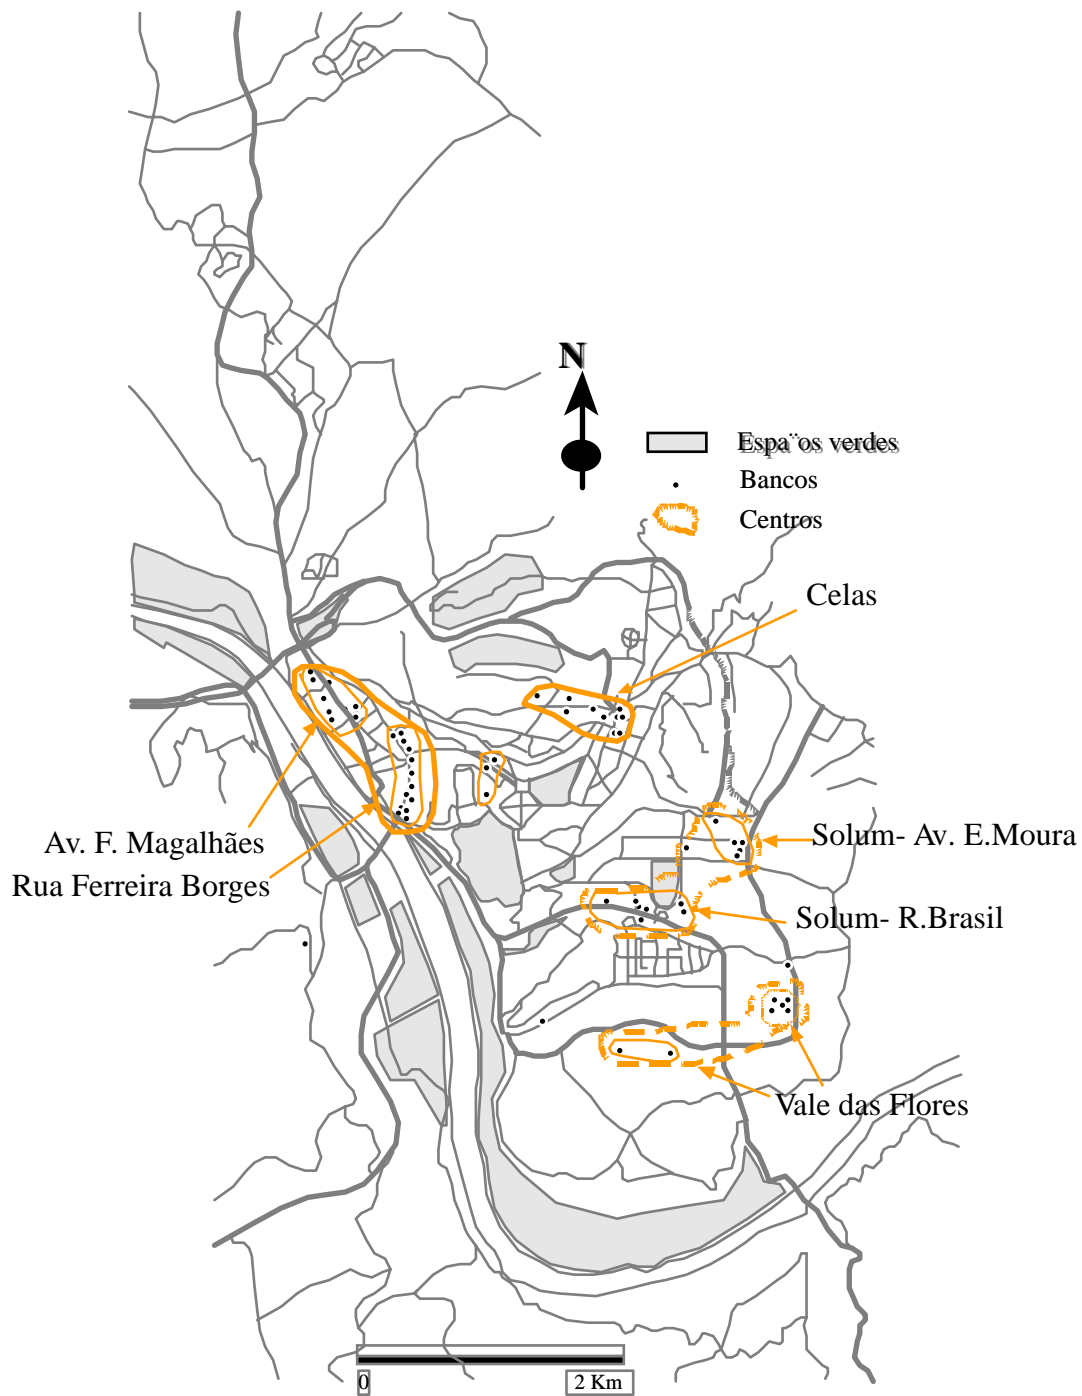 N
Espa¨os verdes
Bancos
Centros
Celas
Av. F. Magalhães
Rua Ferreira Borges
Solum- Av. E.Moura
Solum- R.Brasil
Vale das Flores
0
2 Km